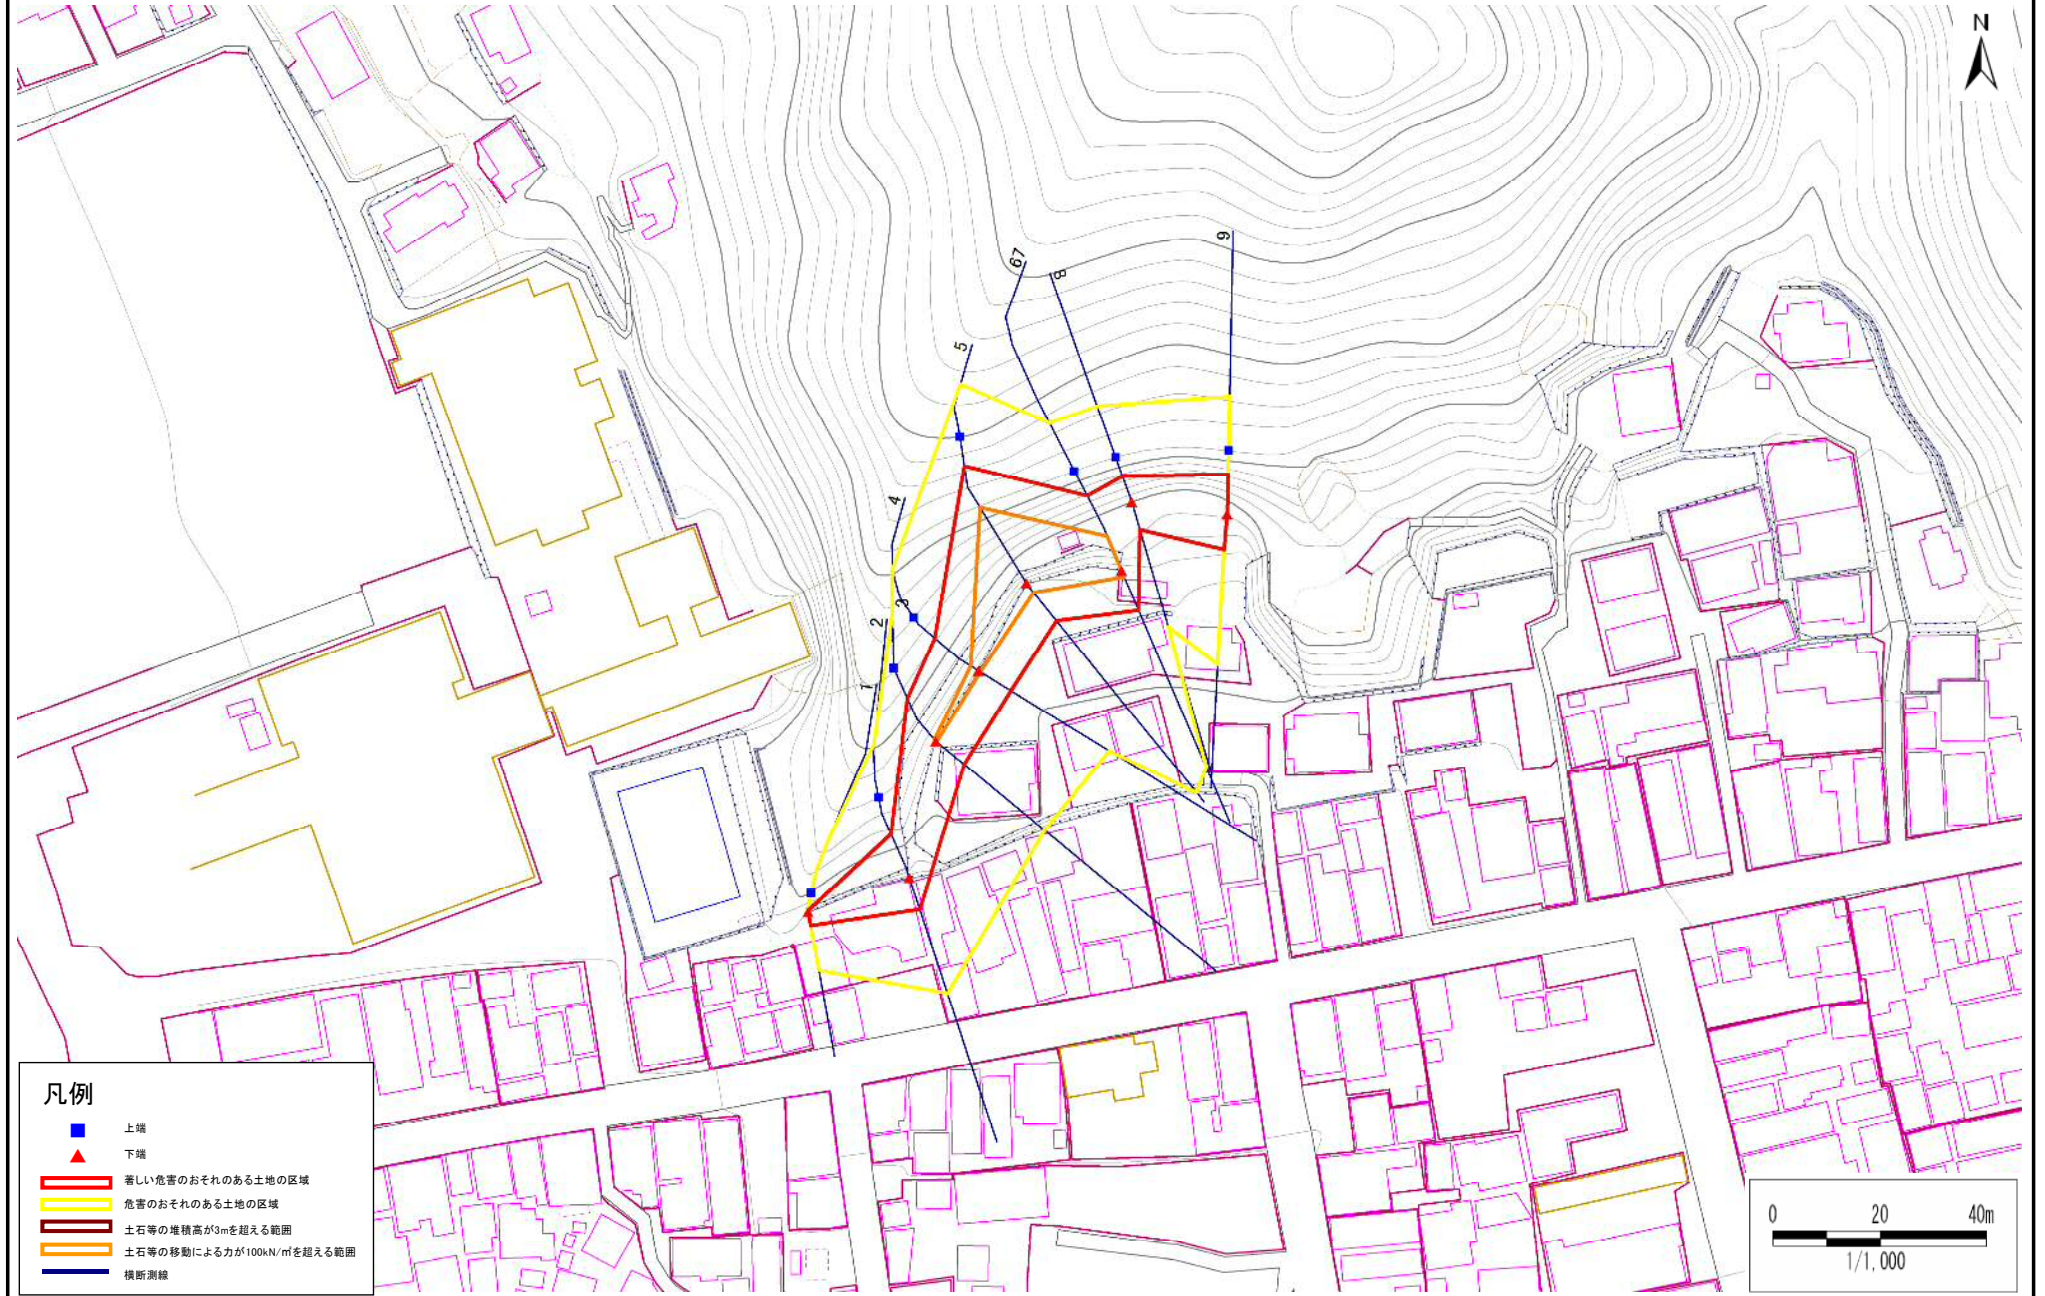 N
9
67
8
5
4
3
2
1
凡例
上端
下端
著しい危害のおそれのある土地の区域
危害のおそれのある土地の区域
土石等の堆積高が3mを超える範囲
土石等の移動による力が100kN/㎡を超える範囲
横断測線
0 20 40m
1/1,000